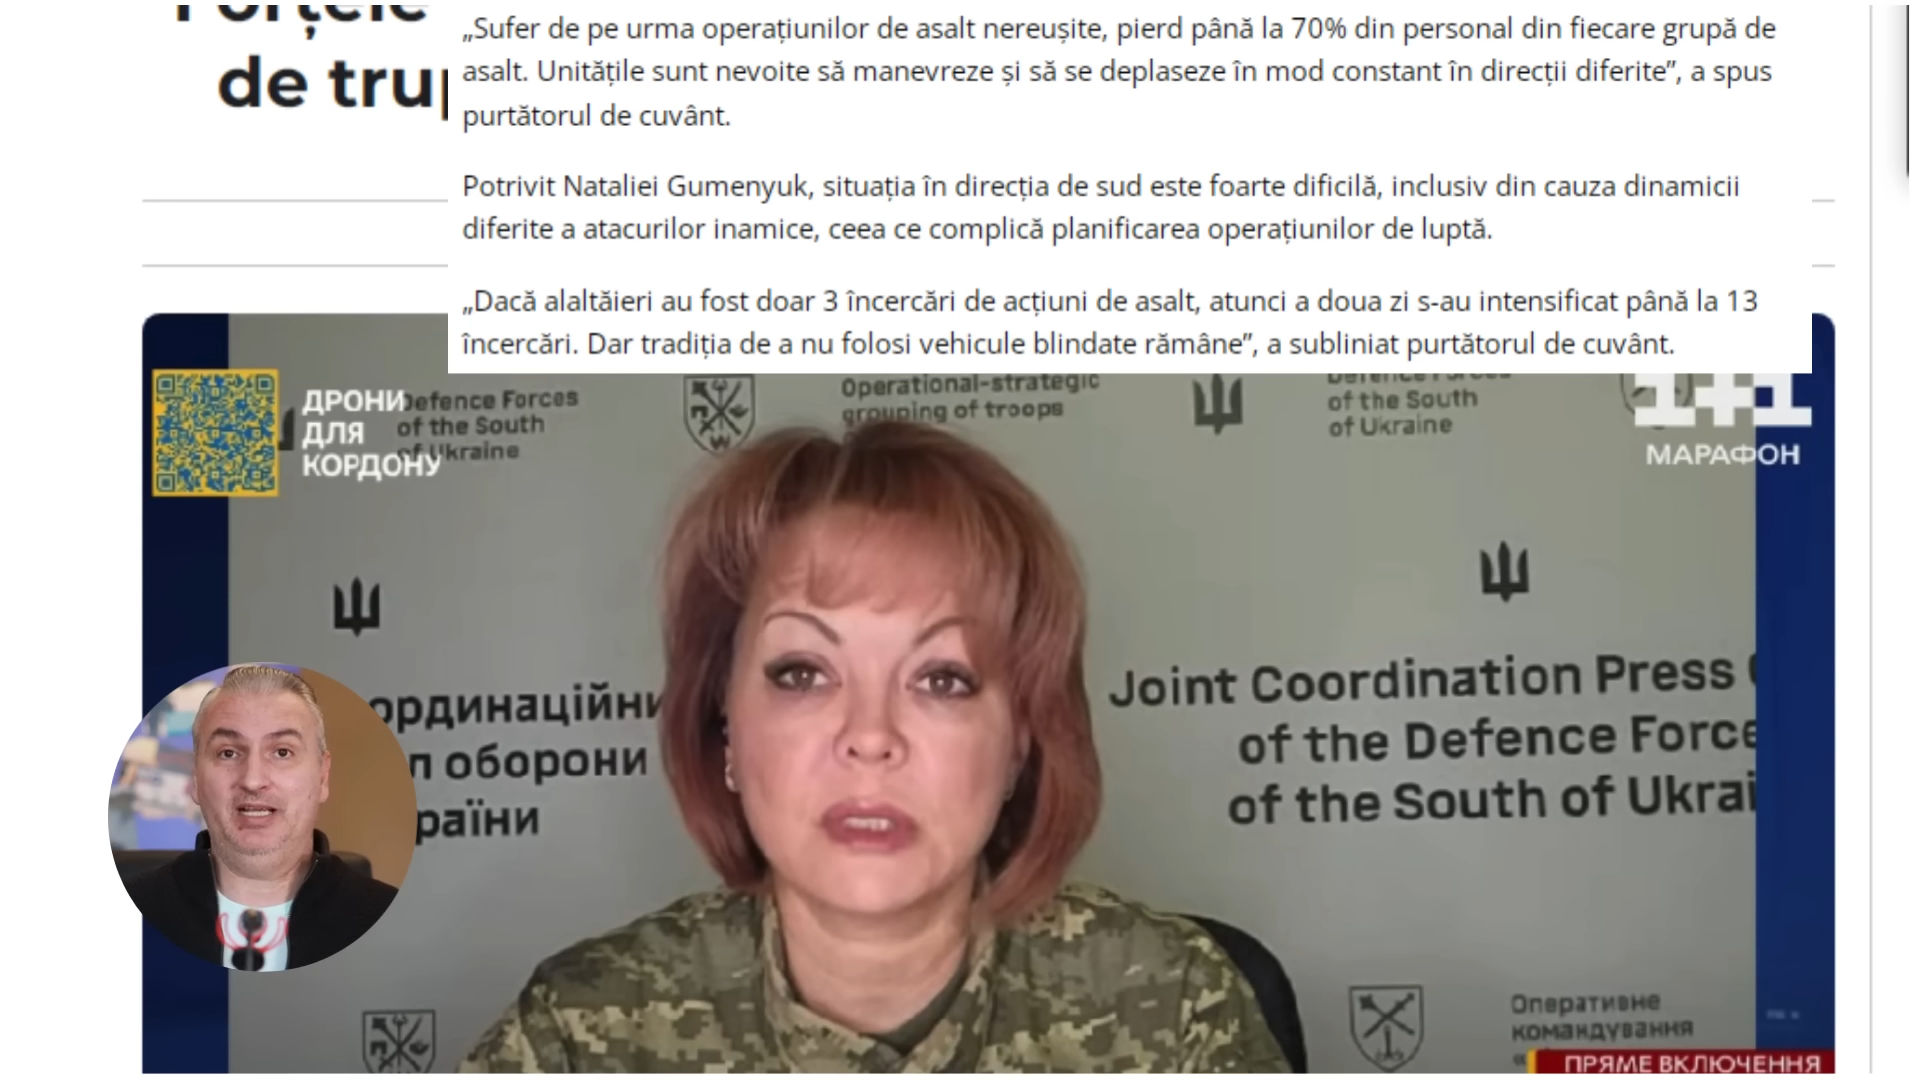 de
„Sufer de pe urma operațiunilor de asalt nereușite, pierd până la 70% din personal din fiecare grupă de
asalt. Unitățile sunt nevoite să manevreze și să se deplaseze în mod constant în direcții diferite”, a spus
purtătorul de cuvânt.
Potrivit Nataliei Gumenyuk, situația în direcția de sud este foarte dificilă, inclusiv din cauza dinamicii
diferite a atacurilor inamice, ceea ce complică planificarea operațiunilor de luptă.
„Dacă alaltăieri au fost doar 3 încercări de acțiuni de asalt, atunci a doua zi s-au intensificat până la 13
încercări. Dar tradiția de a nu folosi vehicule blindate rămâne”, a subliniat purtătorul de cuvânt.
ДРОНИ
ДЛЯ
КОРДОНУ
Defence Forces
of the South
of Ukraine
Operational-strategic
grouping of troops
Defence Forces
of the South
of Ukraine
1+1
МАРАФОН
оборони
Joint Coordination Press
of the Defence
of the South of
Оперативне
командування
ПРЯМЕ ВКЛЮЧЕННЯ